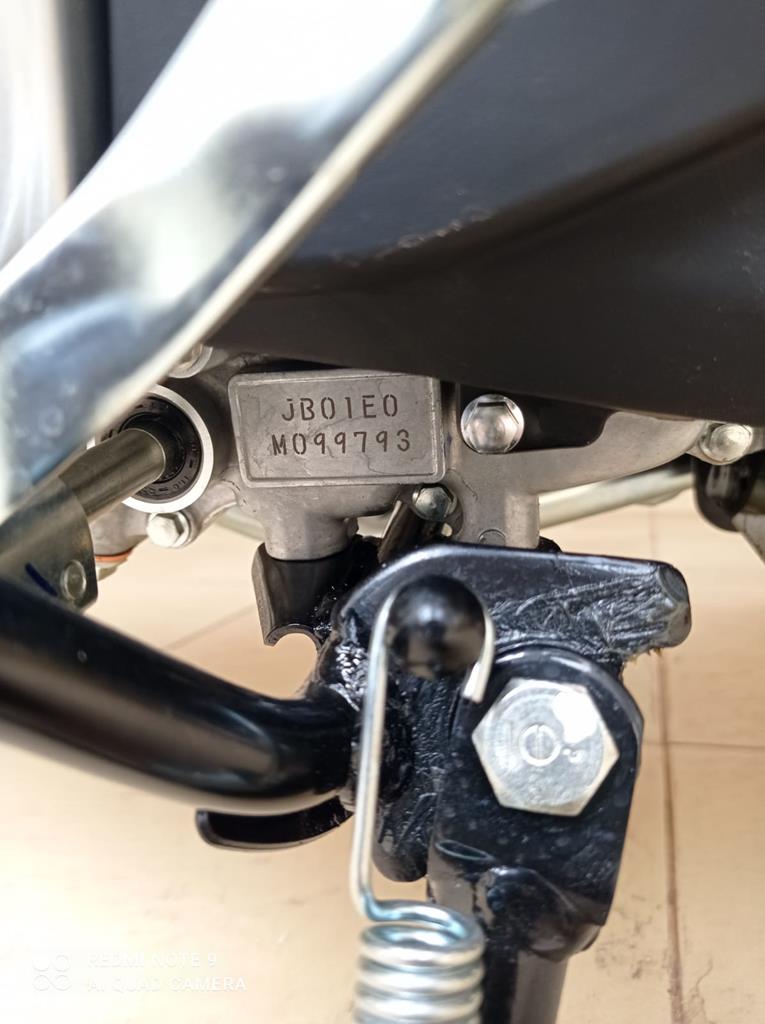 JB01E0
M099793
REDMI NOTE 9
AI QUAD CAMERA